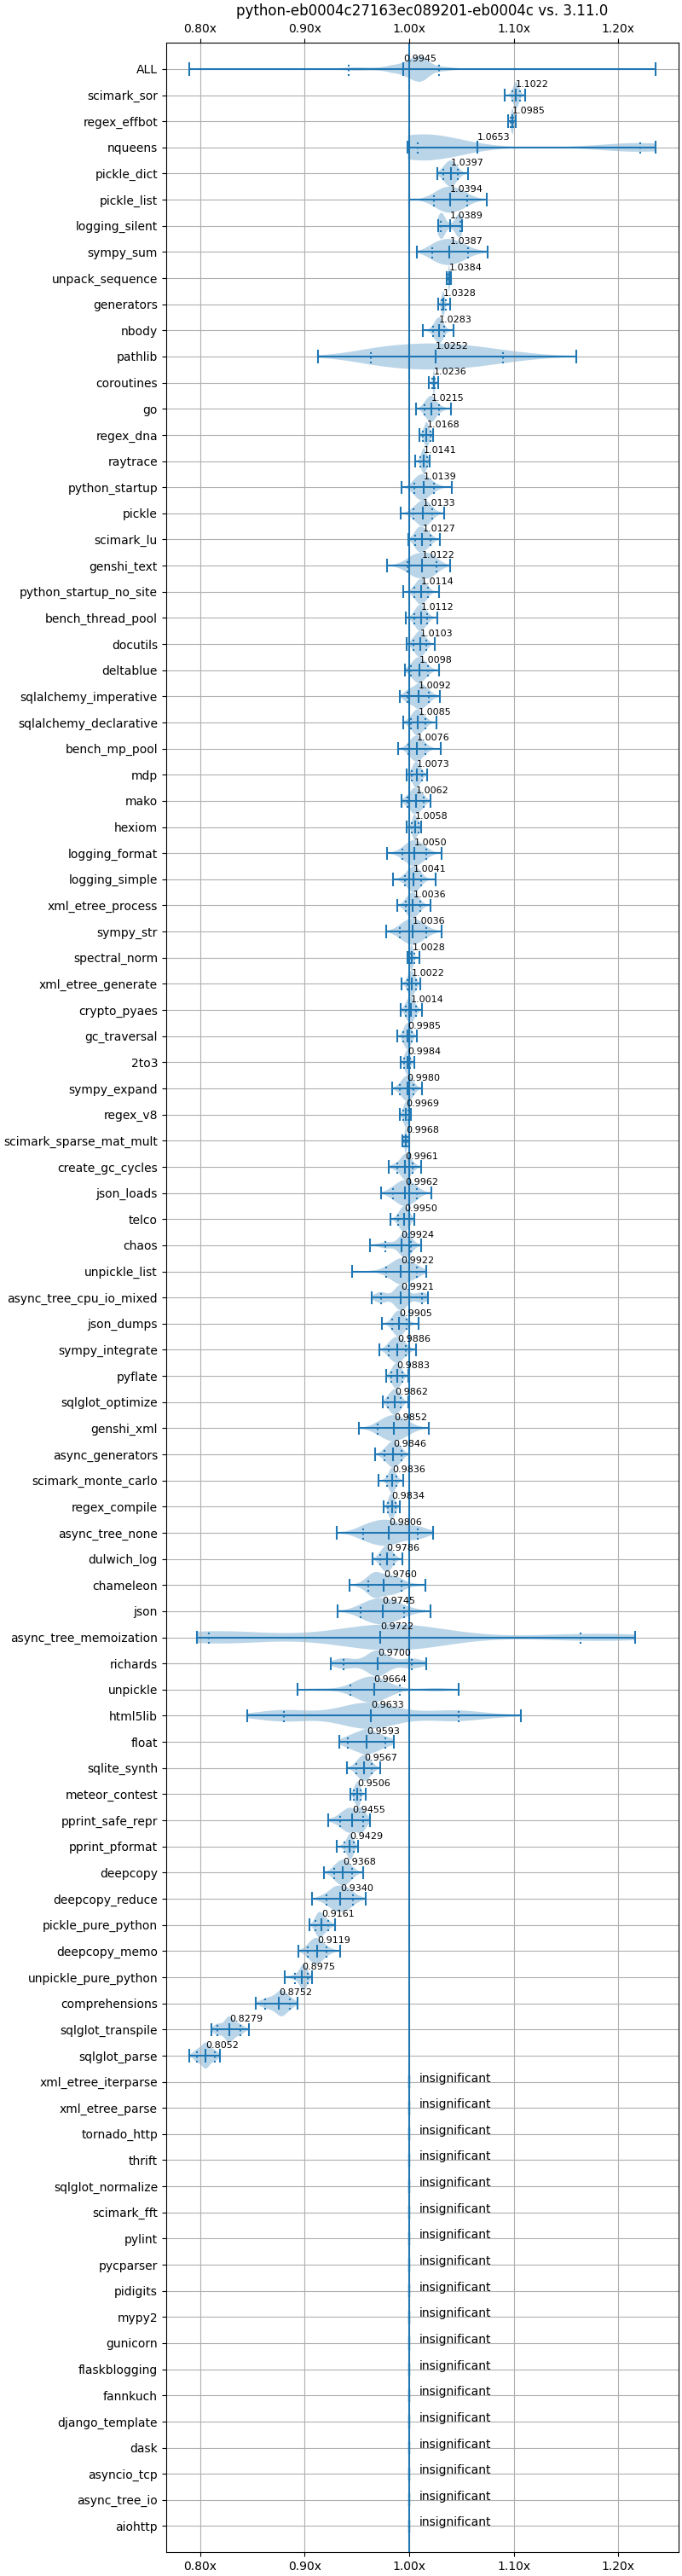 python-eb0004c27163ec089201-eb0004c vs. 3.11.0
0.80x 0.90x 1.00x 1.10x 1.20x
ALL 0.9945
scimark_sor 1.1022
regex_effbot 1.0985
nqueens 1.0653
pickle_dict 1.0397
pickle_list 1.0394
logging_silent 1.0389
sympy_sum 1.0387
unpack_sequence 1.0384
generators 1.0328
nbody 1.0283
pathlib 1.0252
coroutines 1.0236
go 1.0215
regex_dna 1.0168
raytrace 1.0141
python_startup 1.0139
pickle 1.0133
scimark_lu 1.0127
genshi_text 1.0122
python_startup_no_site 1.0114
bench_thread_pool 1.0112
docutils 1.0103
deltablue 1.0098
sqlalchemy_imperative 1.0092
sqlalchemy_declarative 1.0085
bench_mp_pool 1.0076
mdp 1.0073
mako 1.0062
hexiom 1.0058
logging_format 1.0050
logging_simple 1.0041
xml_etree_process 1.0036
sympy_str 1.0036
spectral_norm 1.0028
xml_etree_generate 1.0022
crypto_pyaes 1.0014
gc_traversal 0.9985
2to3 0.9984
sympy_expand 0.9980
regex_v8 0.9969
scimark_sparse_mat_mult 0.9968
create_gc_cycles 0.9961
json_loads 0.9962
telco 0.9950
chaos 0.9924
unpickle_list 0.9922
async_tree_cpu_io_mixed 0.9921
json_dumps 0.9905
sympy_integrate 0.9886
pyflate 0.9883
sqlglot_optimize 0.9862
genshi_xml 0.9852
async_generators 0.9846
scimark_monte_carlo 0.9836
regex_compile 0.9834
async_tree_none 0.9806
dulwich_log 0.9786
chameleon 0.9760
json 0.9745
async_tree_memoization 0.9722
richards 0.9700
unpickle 0.9664
html5lib 0.9633
float 0.9593
sqlite_synth 0.9567
meteor_contest 0.9506
pprint_safe_repr 0.9455
pprint_pformat 0.9429
deepcopy 0.9368
deepcopy_reduce 0.9340
pickle_pure_python 0.9161
deepcopy_memo 0.9119
unpickle_pure_python 0.8975
comprehensions 0.8752
sqlglot_transpile 0.8279
sqlglot_parse 0.8052
xml_etree_iterparse insignificant
xml_etree_parse insignificant
tornado_http insignificant
thrift insignificant
sqlglot_normalize insignificant
scimark_fft insignificant
pylint insignificant
pycparser insignificant
pidigits insignificant
mypy2 insignificant
gunicorn insignificant
flaskblogging insignificant
fannkuch insignificant
django_template insignificant
dask insignificant
asyncio_tcp insignificant
async_tree_io insignificant
aiohttp insignificant
0.80x 0.90x 1.00x 1.10x 1.20x